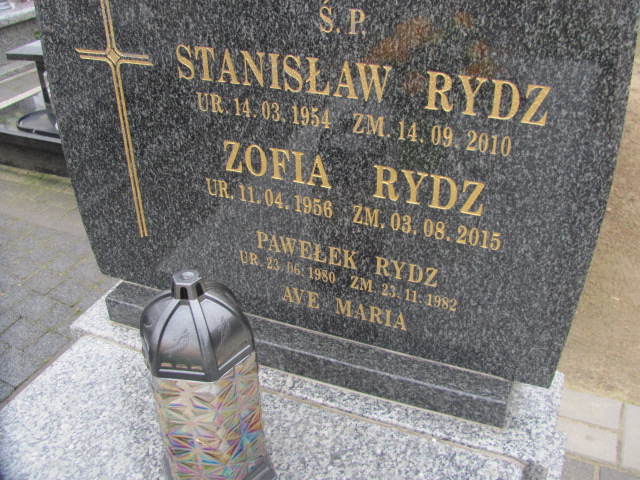 Ś.P.
STANISŁAW RYDZ
UR. 14.03.1954 ZM. 14.09.2010
ZOFIA RYDZ
UR. 11.04.1956 ZM. 03.08.2015
PAWEŁEK RYDZ
UR. 23.06.1980 ZM. 23.11.1982
AVE MARIA